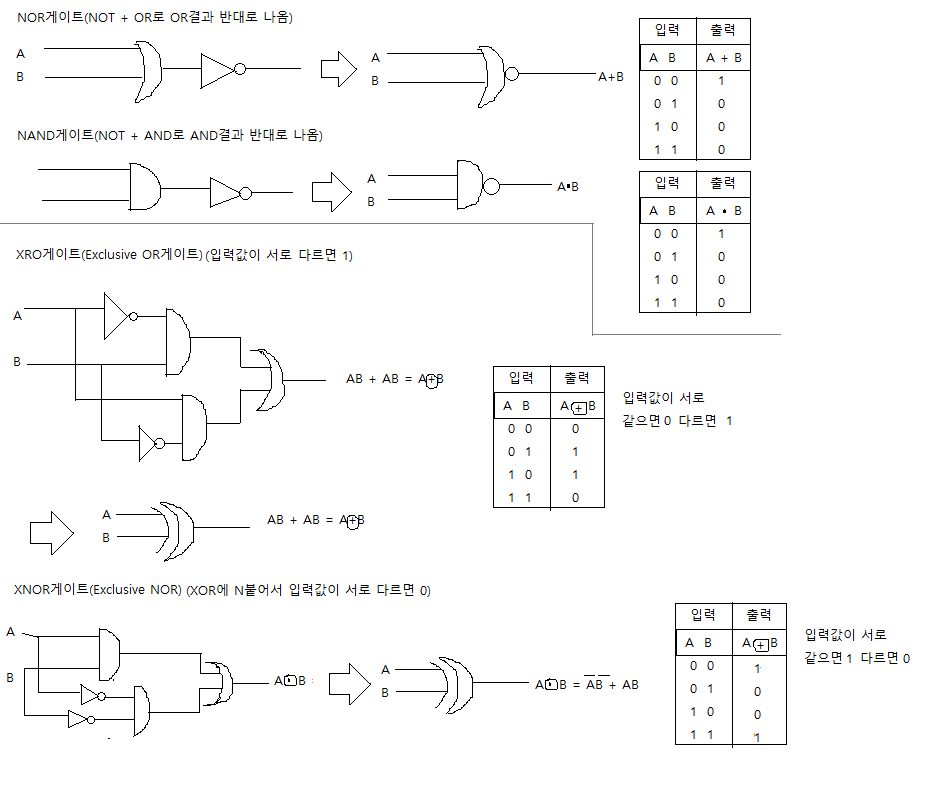 NOR게이트(NOT + OR로 OR결과 반대로 나옴)
A
B
A
B
A+B
입력 출력
A B A + B
0 0 1
0 1 0
1 0 0
1 1 0
NAND게이트(NOT + AND로 AND결과 반대로 나옴)
A
B
A•B
입력 출력
A B A • B
0 0 1
0 1 0
1 0 0
1 1 0
XRO게이트(Exclusive OR게이트) (입력값이 서로 다르면 1)
A
B
AB + AB = A⊕B
입력 출력
A B A⊞B
0 0 0
0 1 1
1 0 1
1 1 0
입력값이 서로
같으면 0 다르면 1
A
B
AB + AB = A⊕B
XNOR게이트(Exclusive NOR) (XOR에 N붙어서 입력값이 서로 다르면 0)
A
B
A⊡B :
A
B
A⊡B = A̅B̅ + AB
입력 출력
A B A⊞B
0 0 1
0 1 0
1 0 0
1 1 1
입력값이 서로
같으면 1 다르면 0